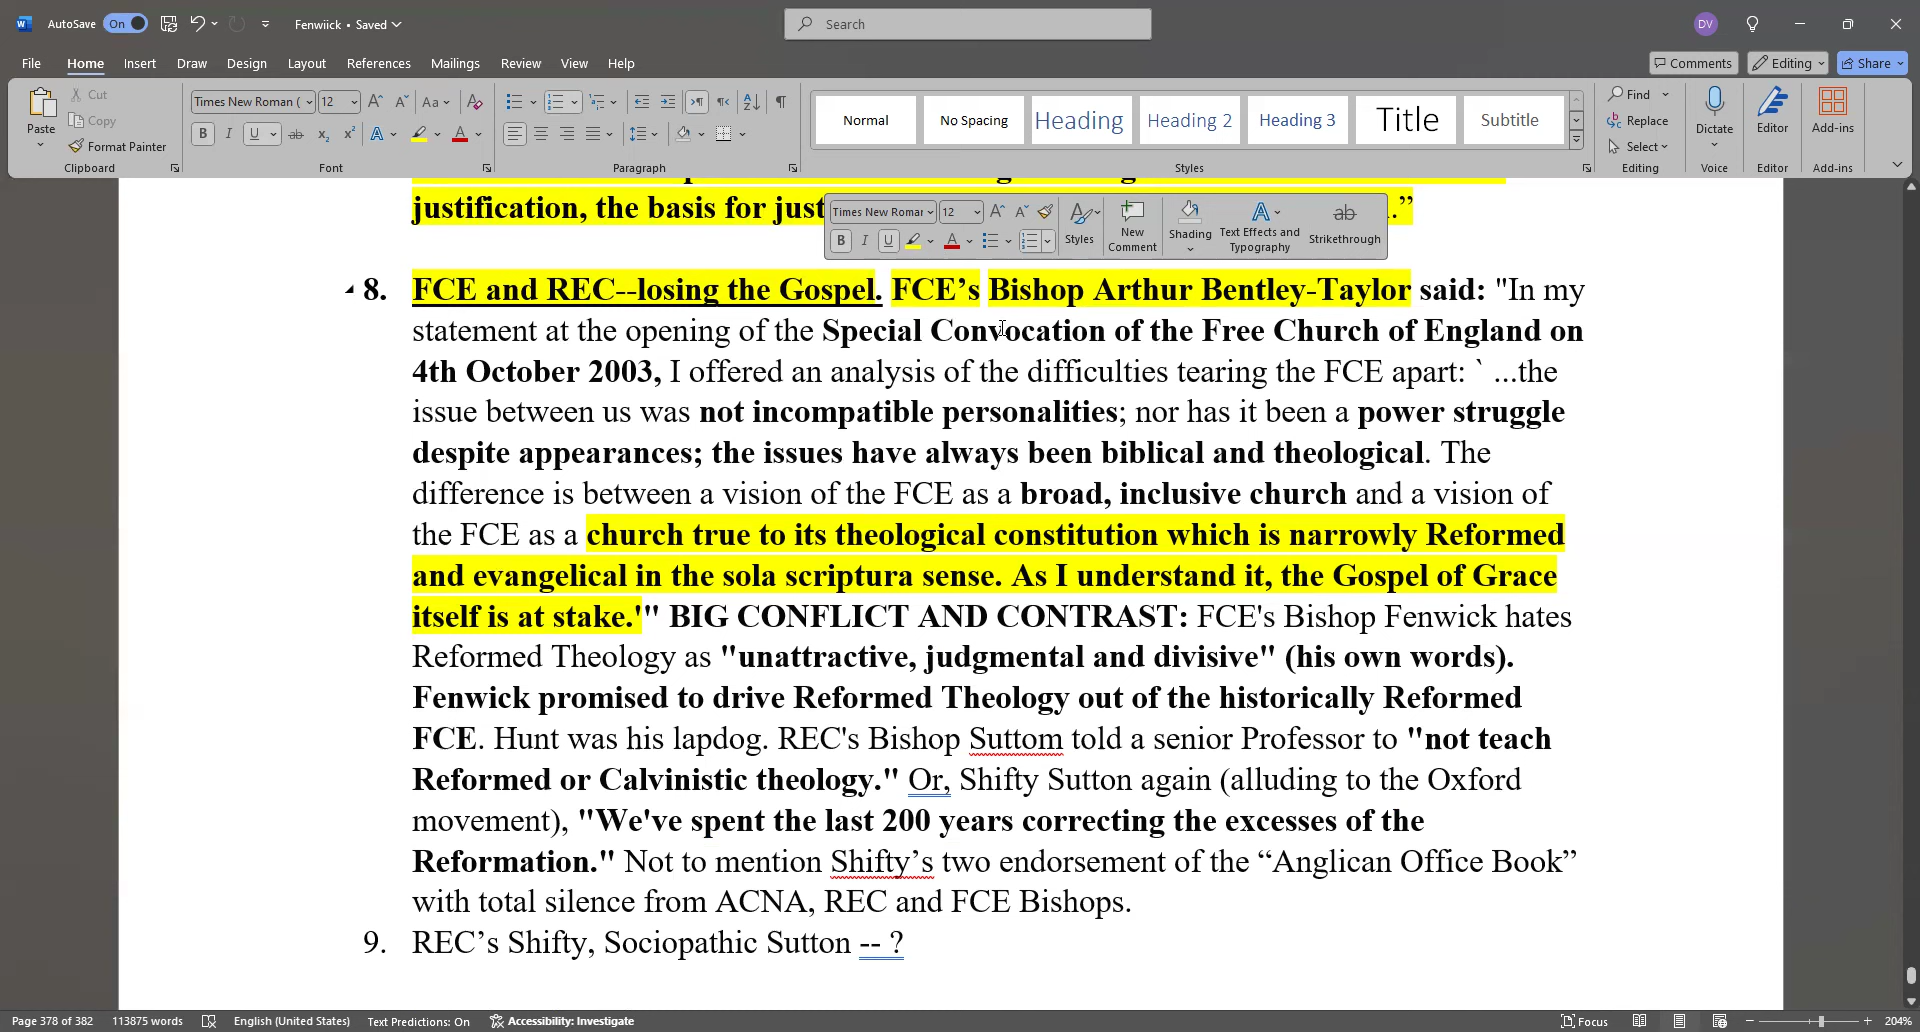 AutoSave On Fenwiick • Saved Search DV
File Home Insert Draw Design Layout References Mailings Review View Help Comments Editing Share
Paste Cut Copy Format Painter Clipboard
Times New Roman ( 12 Aa Font
Paragraph
Normal No Spacing Heading Heading 2 Heading 3 Title Subtitle Styles
Find Replace Select Editing
Dictate Voice
Editor Editor
Add-ins Add-ins
justification, the basis for just .”
Times New Roman 12 Styles New Comment Shading Text Effects and Typography Strikethrough
8. FCE and REC--losing the Gospel. FCE’s Bishop Arthur Bentley-Taylor said: "In my
statement at the opening of the Special Convocation of the Free Church of England on
4th October 2003, I offered an analysis of the difficulties tearing the FCE apart: ` ...the
issue between us was not incompatible personalities; nor has it been a power struggle
despite appearances; the issues have always been biblical and theological. The
difference is between a vision of the FCE as a broad, inclusive church and a vision of
the FCE as a church true to its theological constitution which is narrowly Reformed
and evangelical in the sola scriptura sense. As I understand it, the Gospel of Grace
itself is at stake.'" BIG CONFLICT AND CONTRAST: FCE's Bishop Fenwick hates
Reformed Theology as "unattractive, judgmental and divisive" (his own words).
Fenwick promised to drive Reformed Theology out of the historically Reformed
FCE. Hunt was his lapdog. REC's Bishop Suttom told a senior Professor to "not teach
Reformed or Calvinistic theology." Or, Shifty Sutton again (alluding to the Oxford
movement), "We've spent the last 200 years correcting the excesses of the
Reformation." Not to mention Shifty’s two endorsement of the “Anglican Office Book”
with total silence from ACNA, REC and FCE Bishops.
9. REC’s Shifty, Sociopathic Sutton -- ?
Page 378 of 382 113875 words English (United States) Text Predictions: On Accessibility: Investigate Focus 204%